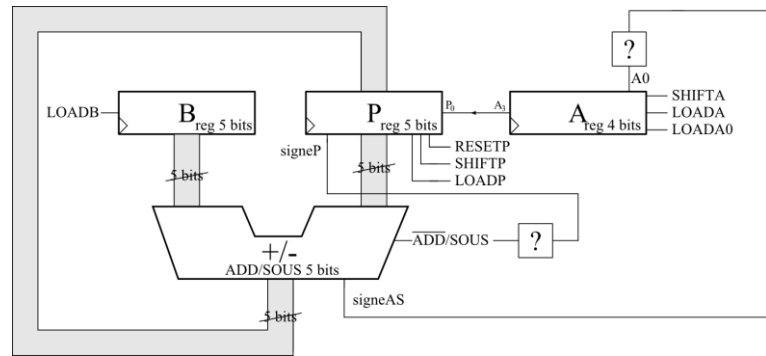 ?
A0
LOADB
B
reg 5 bits
P
reg 5 bits
P0
A3
A
reg 4 bits
SHIFTA
LOADA
LOADA0
signeP
RESETP
SHIFTP
LOADP
5 bits
5 bits
+/-
ADD/SOUS 5 bits
ADD/SOUS
?
signeAS
5 bits